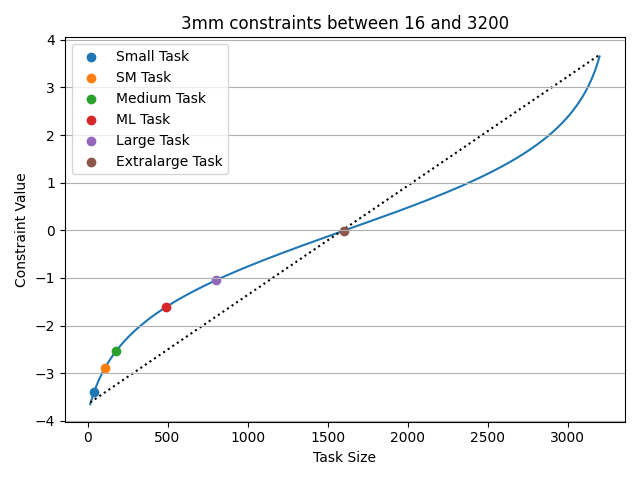 3mm constraints between 16 and 3200
Small Task
SM Task
Medium Task
ML Task
Large Task
Extralarge Task
4
3
2
1
0
−1
−2
−3
−4
Constraint Value
0 500 1000 1500 2000 2500 3000
Task Size